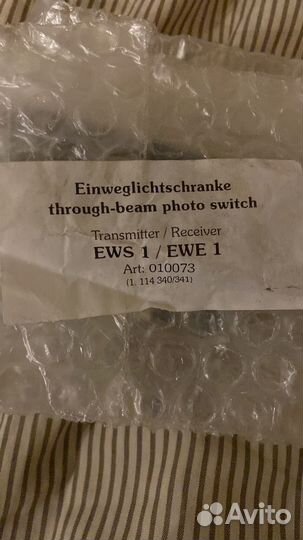 Einweglichtschranke
through-beam photo switch
Transmitter / Receiver
EWS 1 / EWE 1
Art: 010073
(1. 114 340/341)
Avito